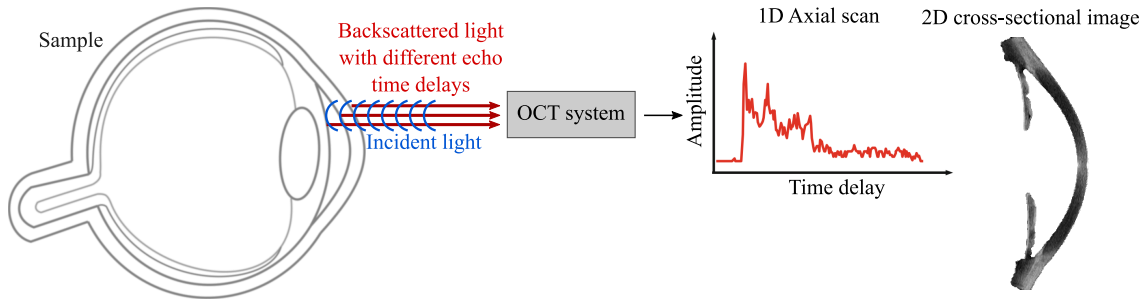 Sample
Backscattered light
with different echo
time delays
Incident light
OCT system
1D Axial scan
Amplitude
Time delay
2D cross-sectional image